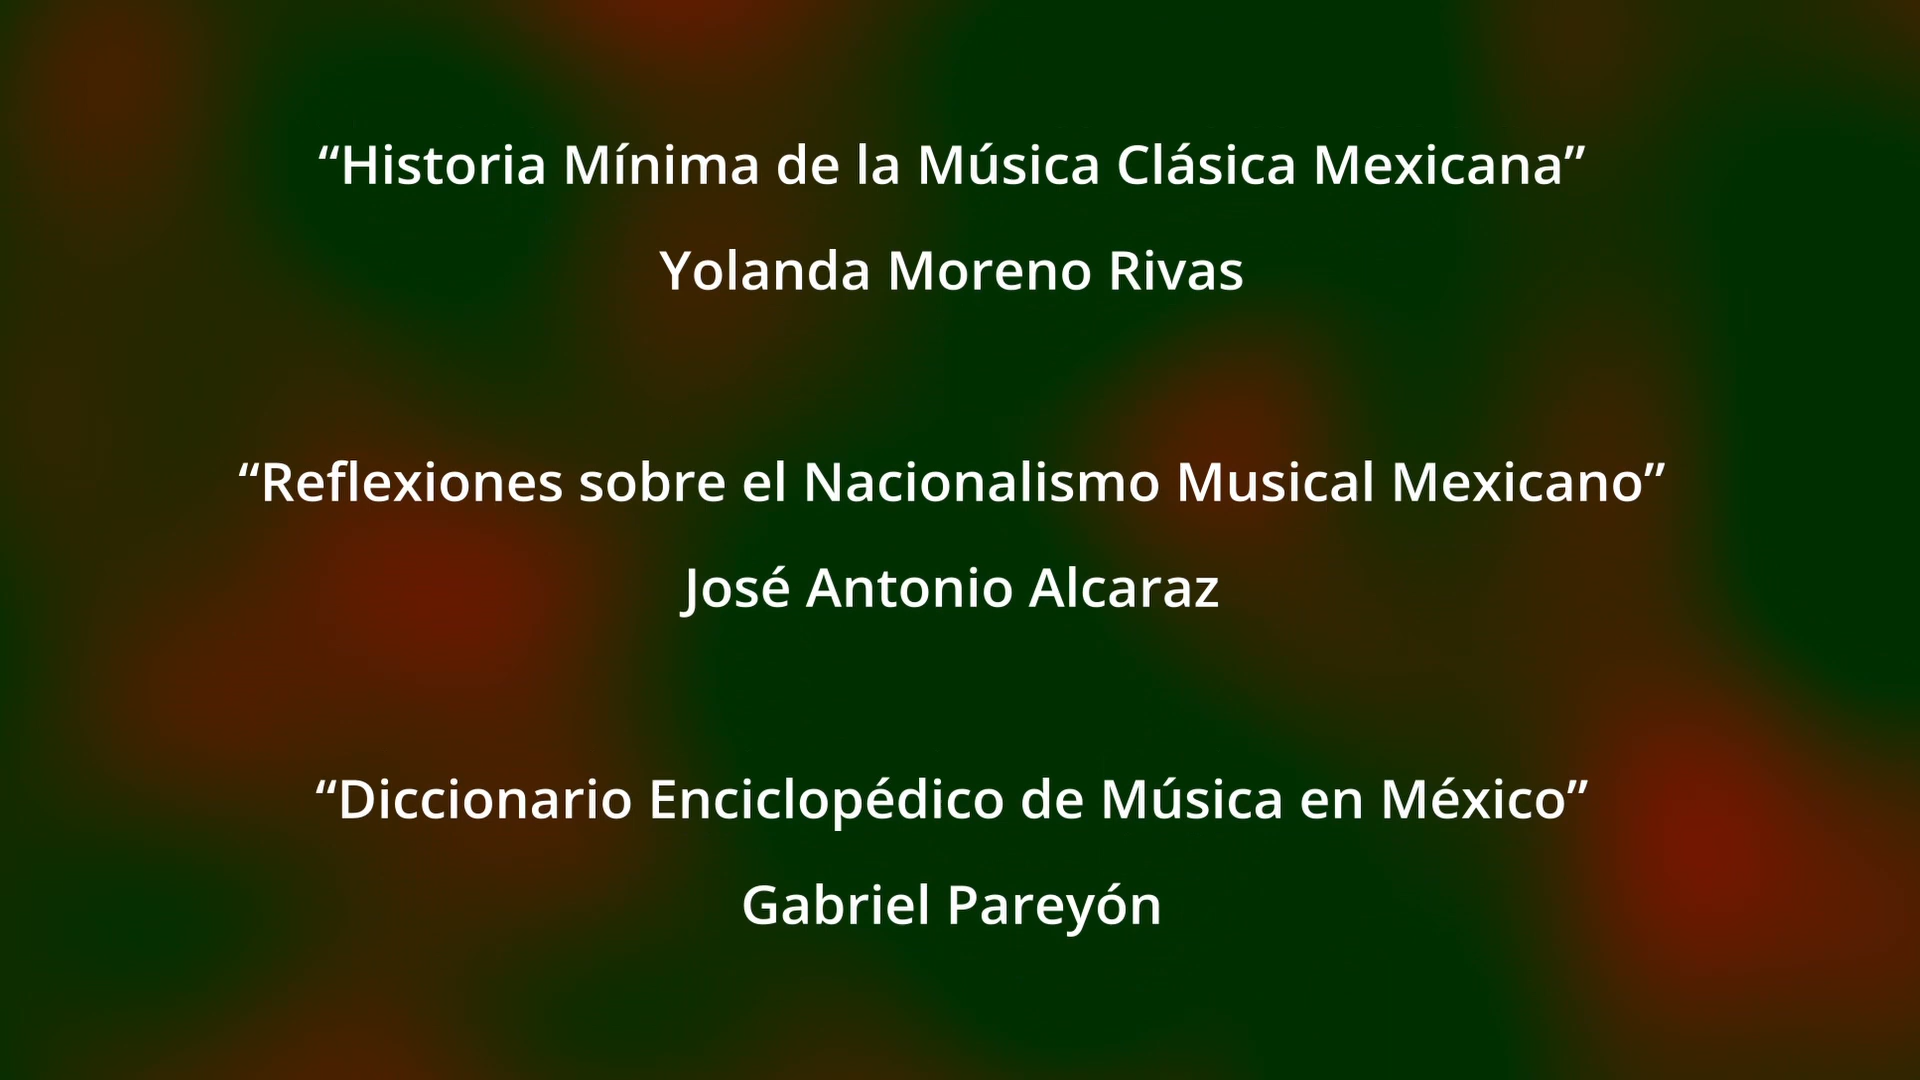 “Historia Mínima de la Música Clásica Mexicana”
Yolanda Moreno Rivas
“Reflexiones sobre el Nacionalismo Musical Mexicano”
José Antonio Alcaraz
“Diccionario Enciclopédico de Música en México”
Gabriel Pareyón